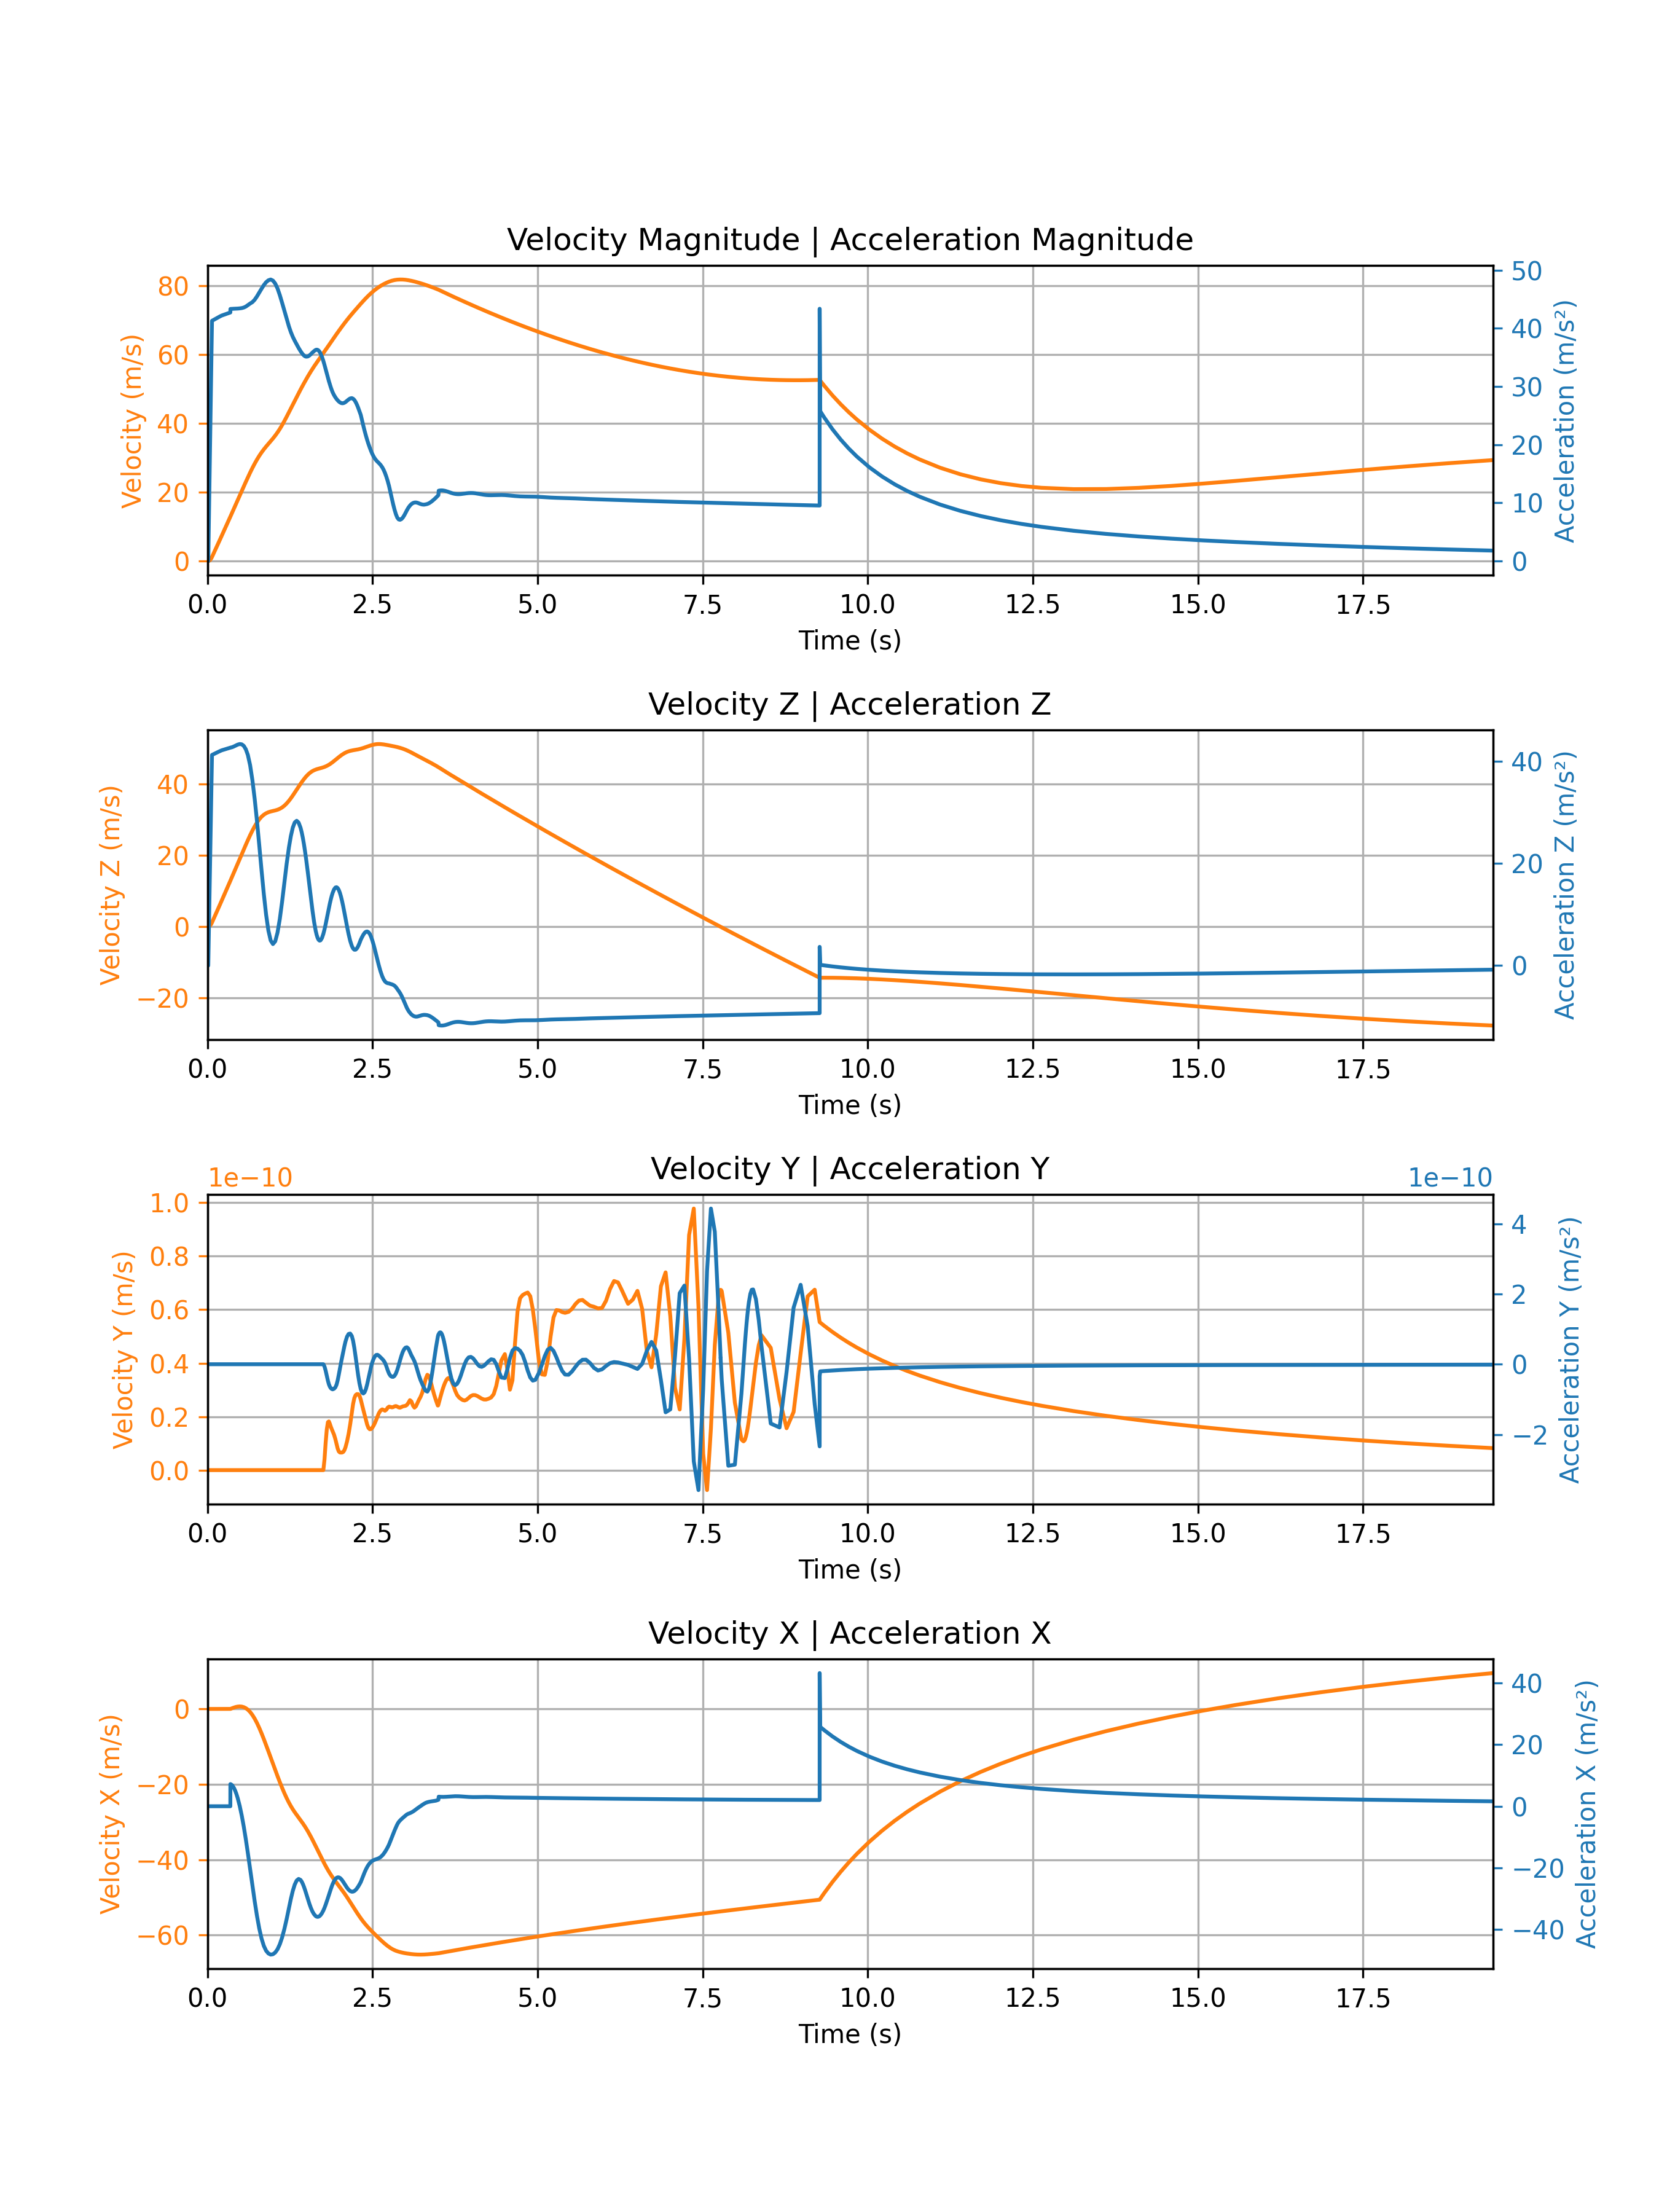 Velocity Magnitude | Acceleration Magnitude
Velocity (m/s)
80
60
40
20
0
50
40
30
20
10
0
Acceleration (m/s²)
0.0 2.5 5.0 7.5 10.0 12.5 15.0 17.5
Time (s)
Velocity Z | Acceleration Z
Velocity Z (m/s)
40
20
0
−20
40
20
0
Acceleration Z (m/s²)
0.0 2.5 5.0 7.5 10.0 12.5 15.0 17.5
Time (s)
Velocity Y | Acceleration Y
1e−10
1e−10
Velocity Y (m/s)
1.0
0.8
0.6
0.4
0.2
0.0
4
2
0
−2
Acceleration Y (m/s²)
0.0 2.5 5.0 7.5 10.0 12.5 15.0 17.5
Time (s)
Velocity X | Acceleration X
Velocity X (m/s)
0
−20
−40
−60
40
20
0
−20
−40
Acceleration X (m/s²)
0.0 2.5 5.0 7.5 10.0 12.5 15.0 17.5
Time (s)